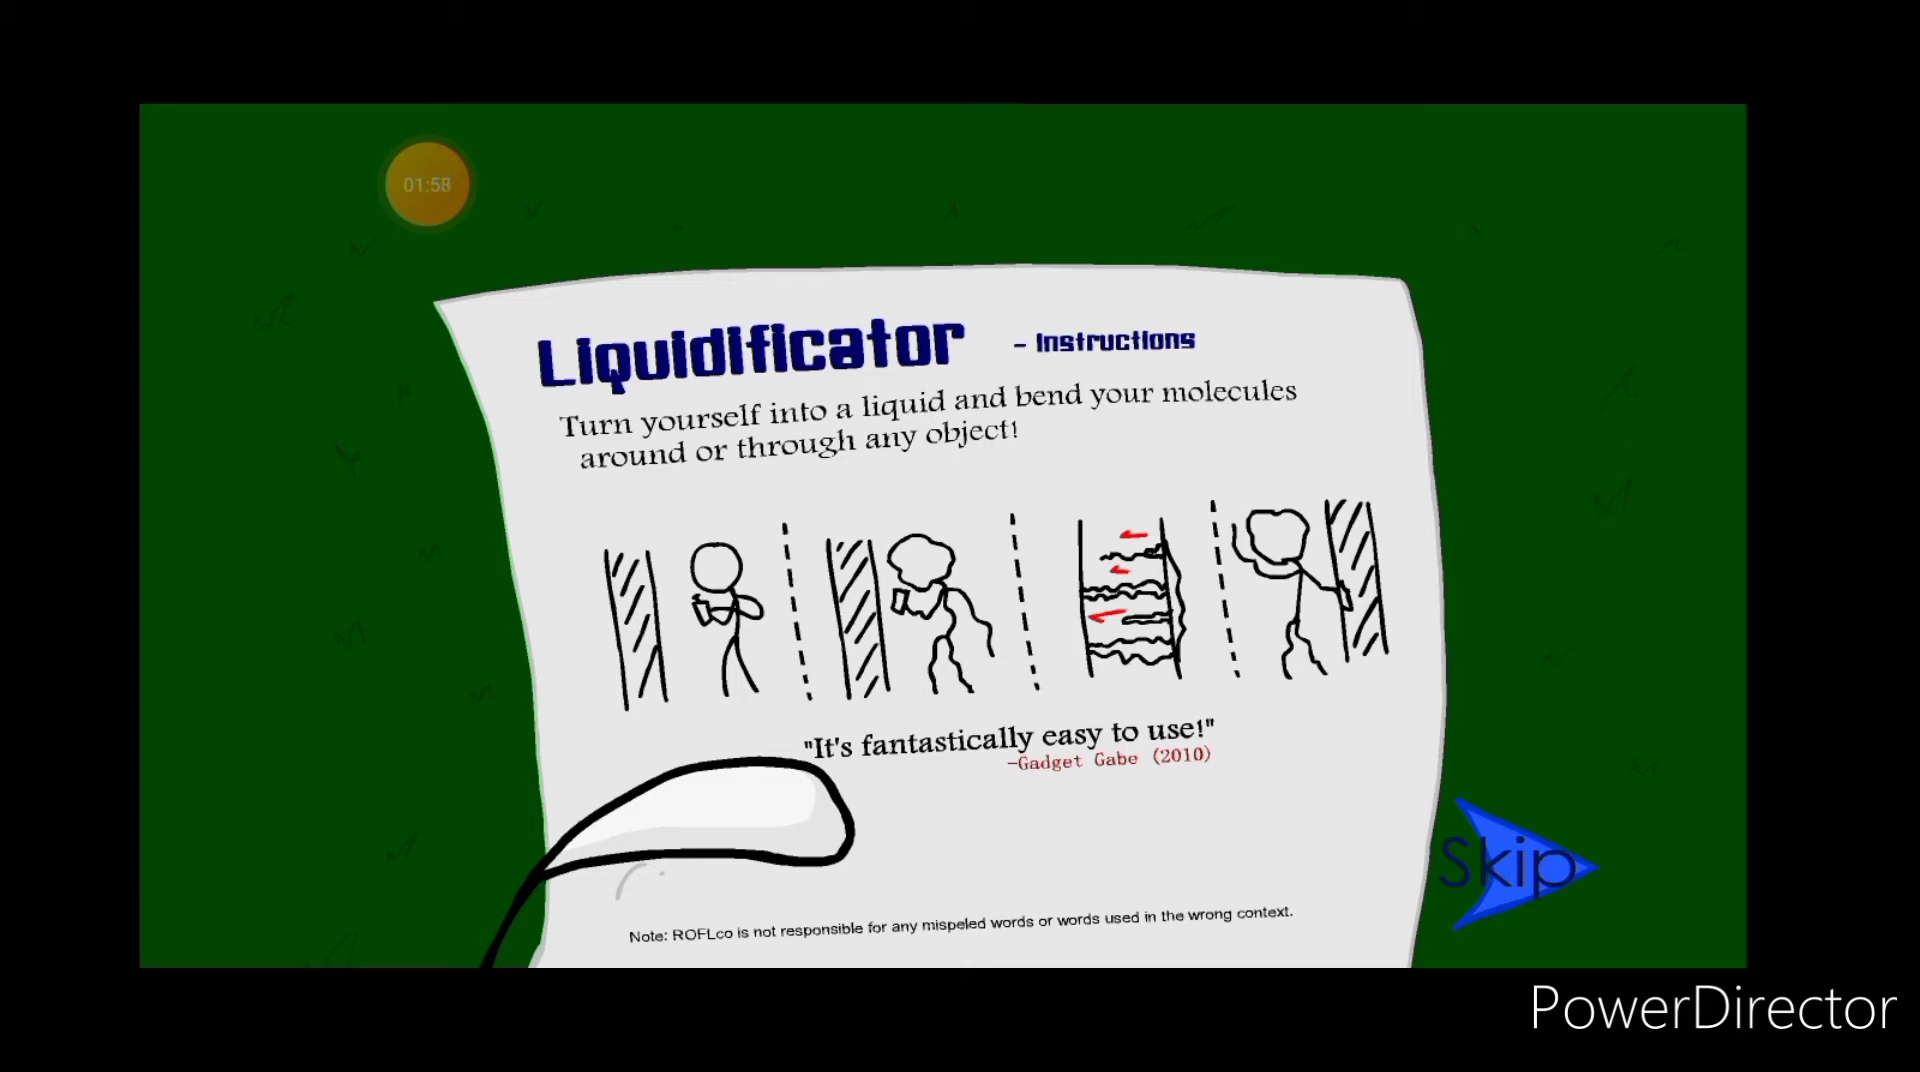 01:58
Liquidificator - Instructions
Turn yourself into a liquid and bend your molecules
around or through any object!
"It's fantastically easy to use!"
-Gadget Gabe (2010)
Skip
Note: ROFLco is not responsible for any mispeled words or words used in the wrong context.
PowerDirector